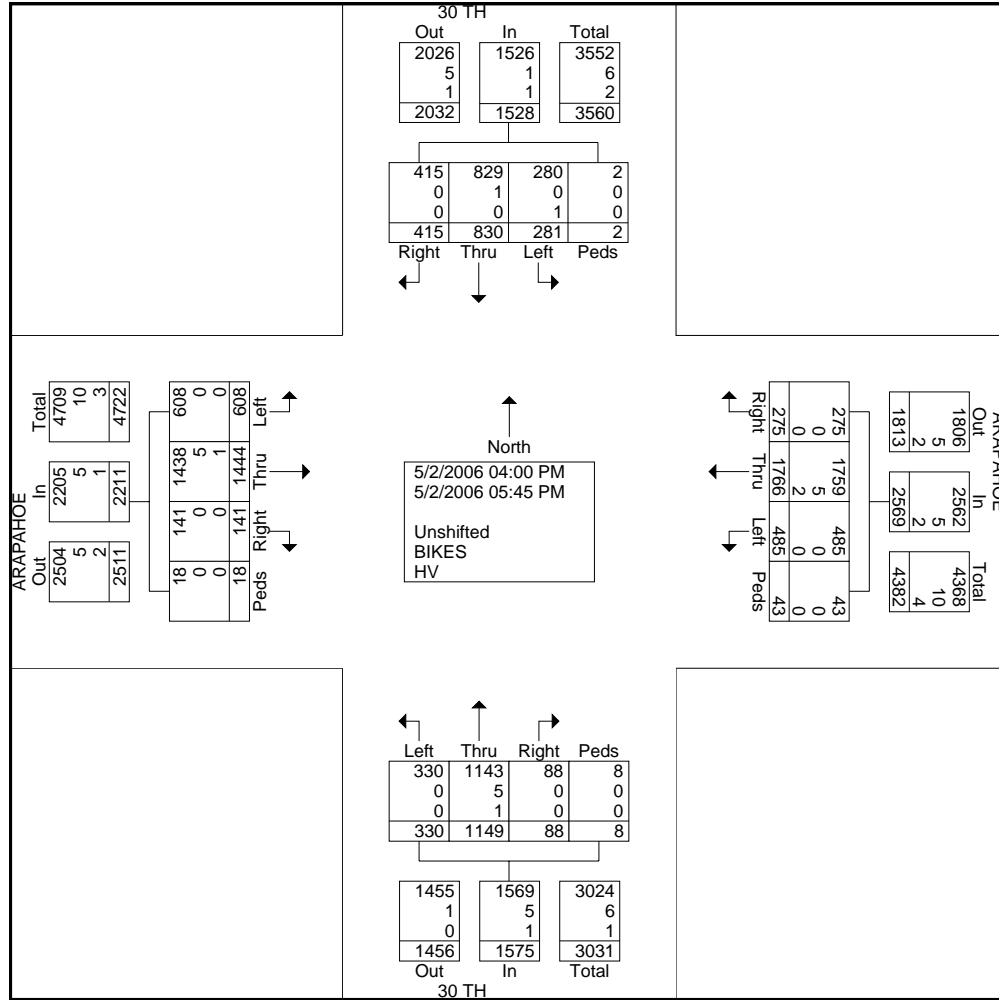 30 TH
Out In Total
2026 1526 3552
5 1 6
1 1 2
2032 1528 3560
415 829 280 2
0 1 0 0
0 0 1 0
415 830 281 2
Right Thru Left Peds
ARAPAHOE
Total In Out
4709 2205 2504
10 5 5
3 1 2
4722 2211 2511
608 1438 141 18
0 5 0 0
0 1 0 0
608 1444 141 18
Left Thru Right Peds
North
5/2/2006 04:00 PM
5/2/2006 05:45 PM
Unshifted
BIKES
HV
Right Thru Left Peds
275 1766 485 43
0 2 0 0
0 5 0 0
275 1759 485 43
ARAPAHOE
Out In Total
1806 2562 4368
5 5 10
2 2 4
1813 2569 4382
Left Thru Right Peds
330 1143 88 8
0 5 0 0
0 1 0 0
330 1149 88 8
1455 1569 3024
1 5 6
0 1 1
1456 1575 3031
Out In Total
30 TH